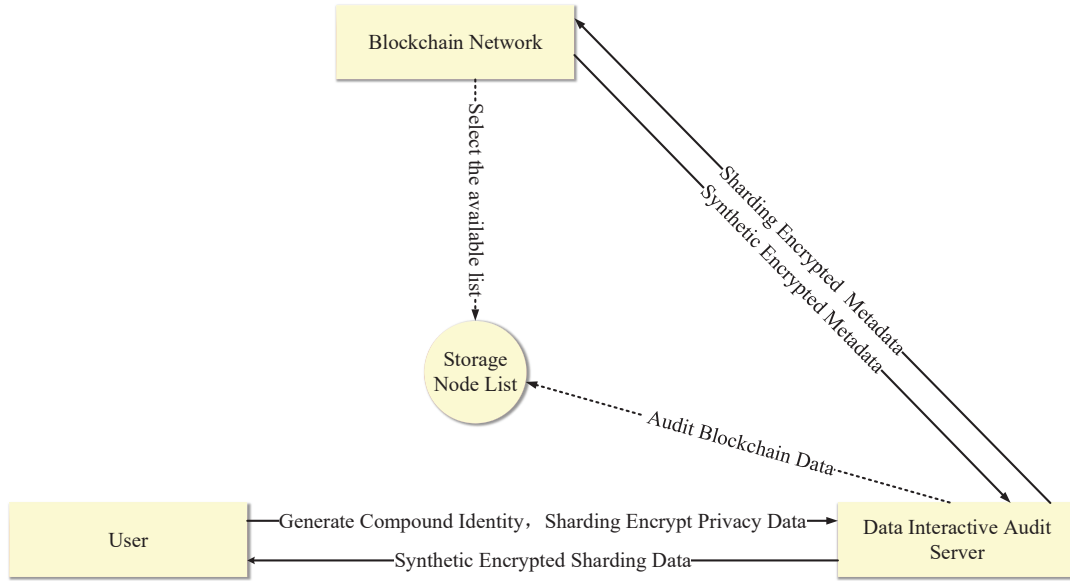 Blockchain Network
Select the available list
Sharding Encrypted Metadata
Synthetic Encrypted Metadata
Storage
Node List
Audit Blockchain Data
User
Generate Compound Identity，Sharding Encrypt Privacy Data
Synthetic Encrypted Sharding Data
Data Interactive Audit
Server